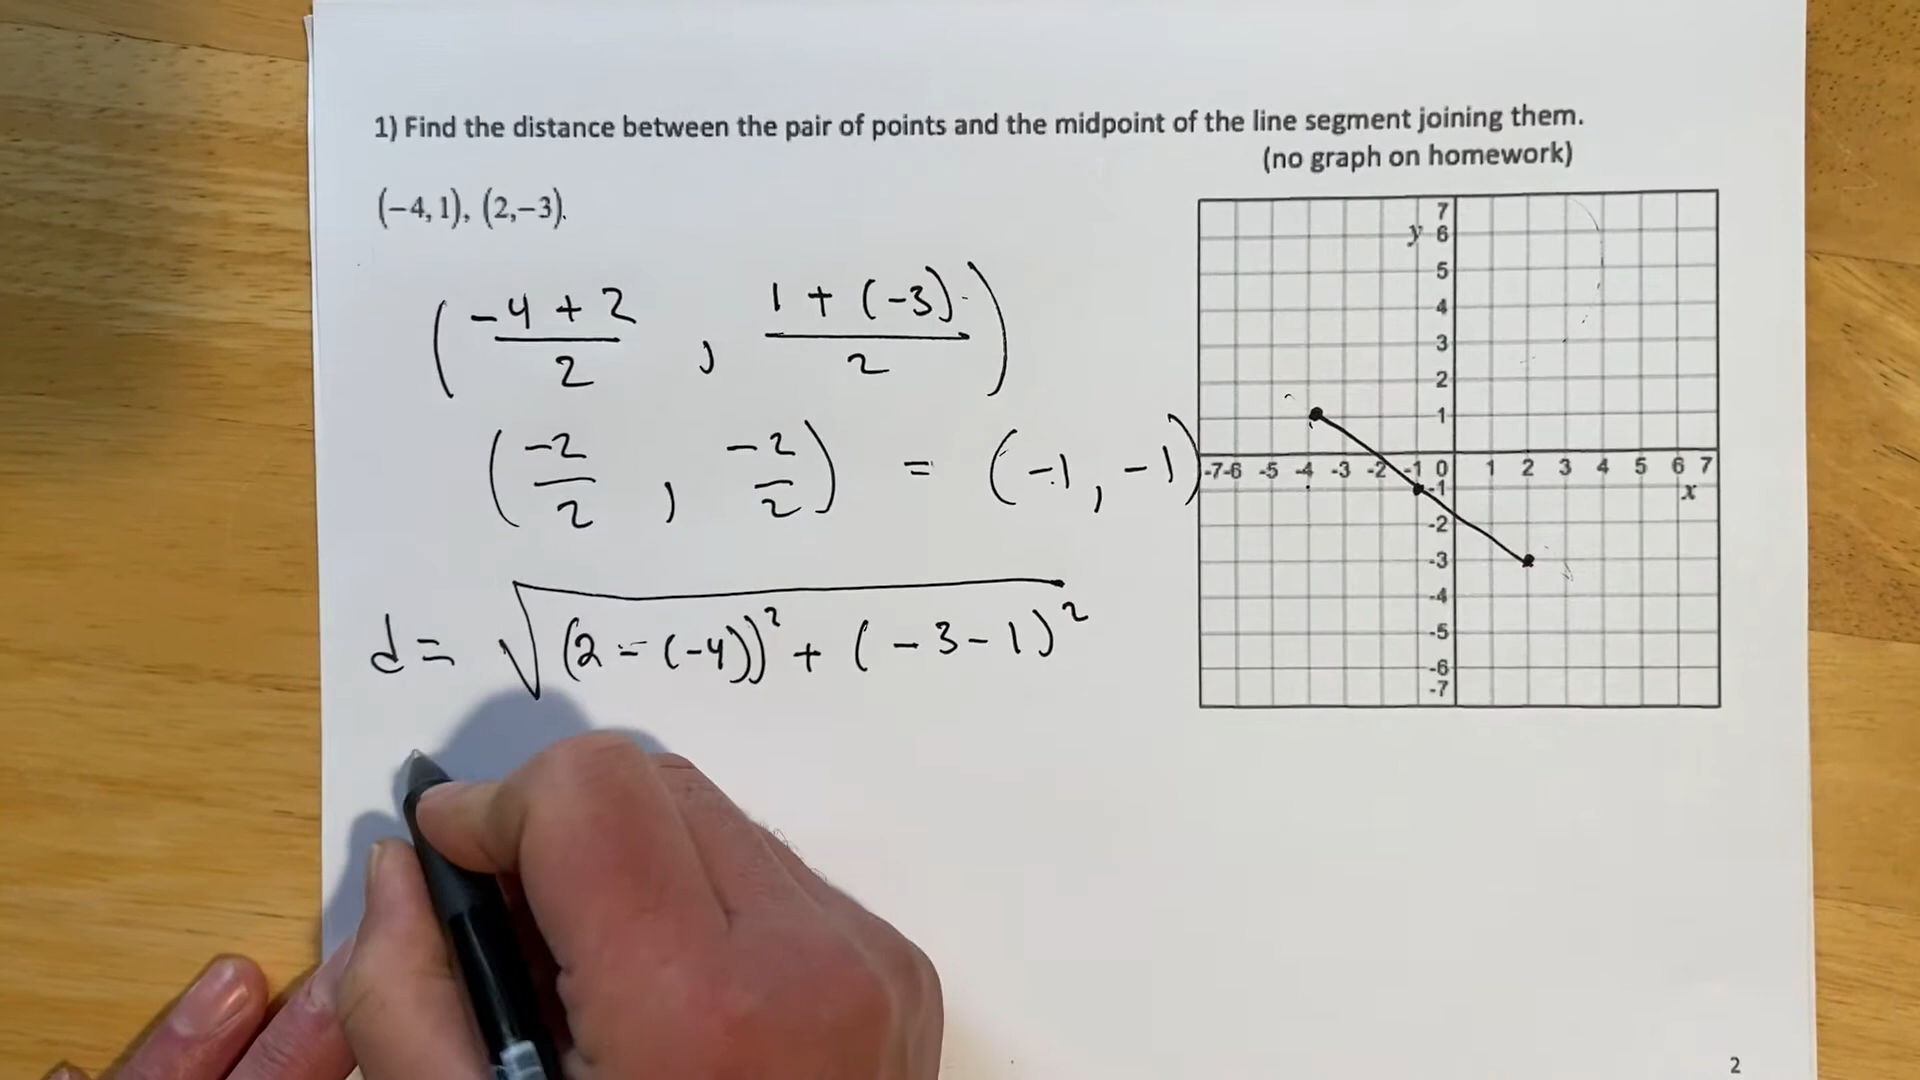 1) Find the distance between the pair of points and the midpoint of the line segment joining them.
(no graph on homework)
(−4, 1), (2,−3).
( -4 + 2 / 2 , 1 + (-3) / 2 )
( -2 / 2 , -2 / 2 ) = (-1, -1)
d = √(2 - (-4))² + (-3 - 1)²
7
y 6
5
4
3
2
1
-7 -6 -5 -4 -3 -2 -1 0 1 2 3 4 5 6 7
-1 x
-2
-3
-4
-5
-6
-7
2